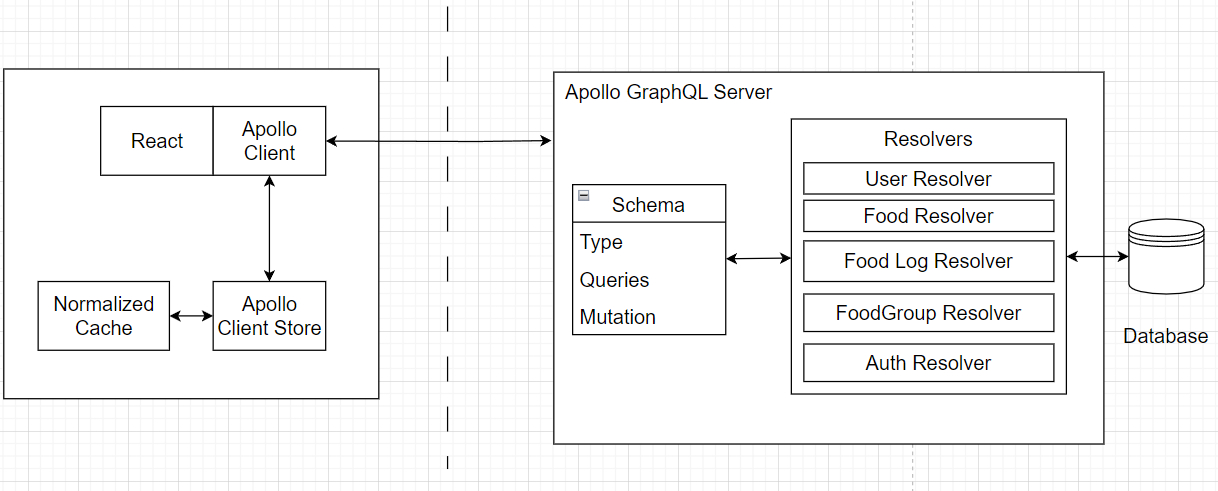 React
Apollo
Client
Normalized
Cache
Apollo
Client Store
Apollo GraphQL Server
Schema
Type
Queries
Mutation
Resolvers
User Resolver
Food Resolver
Food Log Resolver
FoodGroup Resolver
Auth Resolver
Database